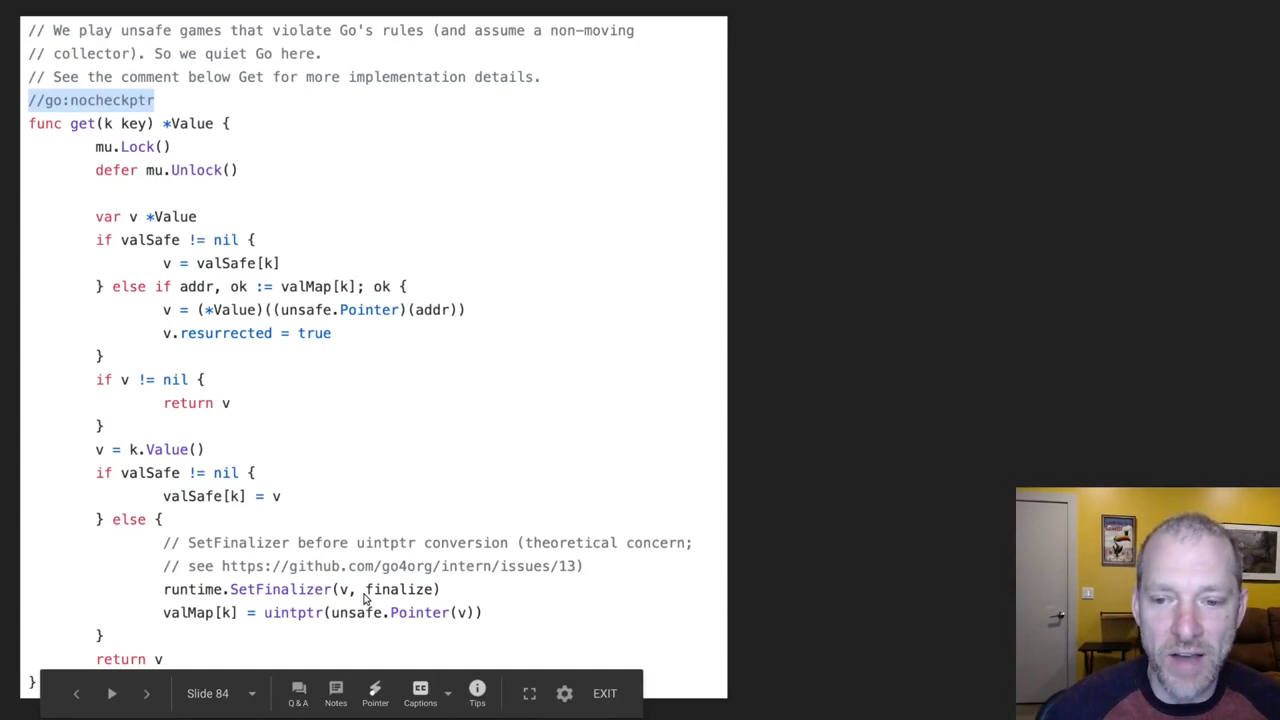 // We play unsafe games that violate Go's rules (and assume a non-moving
// collector). So we quiet Go here.
// See the comment below Get for more implementation details.
//go:nocheckptr
func get(k key) *Value {
mu.Lock()
defer mu.Unlock()
var v *Value
if valSafe != nil {
v = valSafe[k]
} else if addr, ok := valMap[k]; ok {
v = (*Value)((unsafe.Pointer)(addr))
v.resurrected = true
}
if v != nil {
return v
}
v = k.Value()
if valSafe != nil {
valSafe[k] = v
} else {
// SetFinalizer before uintptr conversion (theoretical concern;
// see https://github.com/go4org/intern/issues/13)
runtime.SetFinalizer(v, finalize)
valMap[k] = uintptr(unsafe.Pointer(v))
}
return v
}
Slide 84
Q & A
Notes
Pointer
CC
Captions
Tips
EXIT